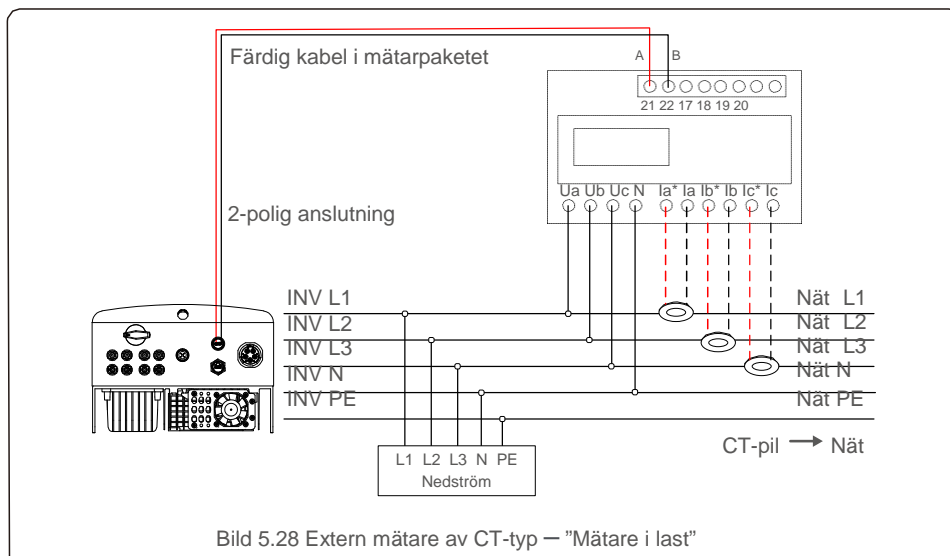 Färdig kabel i mätarpaketet
A B
21 22 17 18 19 20
Ua Ub Uc N Ia* Ia Ib* Ib Ic* Ic
2-polig anslutning
INV L1
Nät L1
INV L2
Nät L2
INV L3
Nät L3
INV N
Nät N
INV PE
Nät PE
CT-pil → Nät
L1 L2 L3 N PE
Nedström
Bild 5.28 Extern mätare av CT-typ — ”Mätare i last”